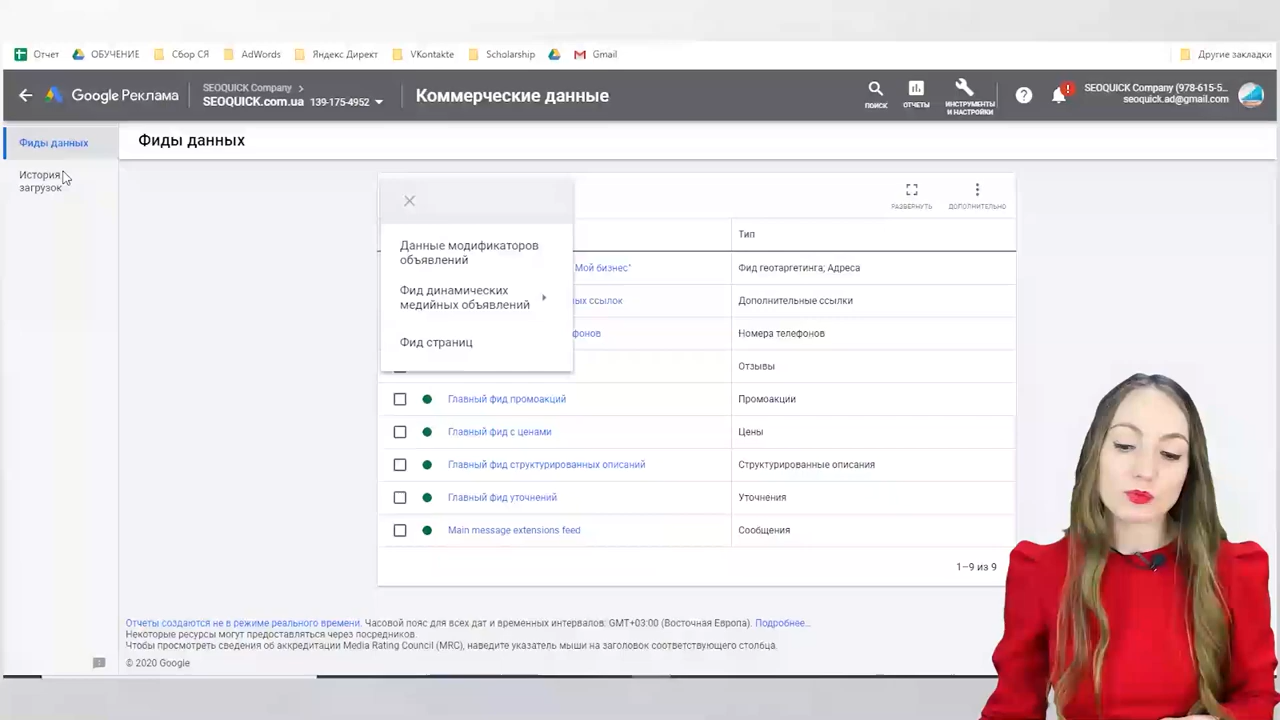 Отчет
ОБУЧЕНИЕ
Сбор СЯ
AdWords
Яндекс Директ
VKontakte
Scholarship
Gmail
Другие закладки
Google Реклама
SEOQUICK Company
SEOQUICK.com.ua 139-175-4952
Коммерческие данные
ПОИСК
ОТЧЕТЫ
ИНСТРУМЕНТЫ
И НАСТРОЙКИ
SEOQUICK Company (978-615-5...
seoquick.ad@gmail.com
Фиды данных
История
загрузок
Фиды данных
РАЗВЕРНУТЬ
ДОПОЛНИТЕЛЬНО
Данные модификаторов
объявлений
Фид динамических
медийных объявлений
Фид страниц
Тип
Мой бизнес"
Фид геотаргетинга; Адреса
ых ссылок
Дополнительные ссылки
фонов
Номера телефонов
Отзывы
Главный фид промоакций
Промоакции
Главный фид с ценами
Цены
Главный фид структурированных описаний
Структурированные описания
Главный фид уточнений
Уточнения
Main message extensions feed
Сообщения
1–9 из 9
Отчеты создаются не в режиме реального времени. Часовой пояс для всех дат и временных интервалов: GMT+03:00 (Восточная Европа). Подробнее...
Некоторые ресурсы могут предоставляться через посредников.
Чтобы просмотреть сведения об аккредитации Media Rating Council (MRC), наведите указатель мыши на заголовок соответствующего столбца.
© 2020 Google